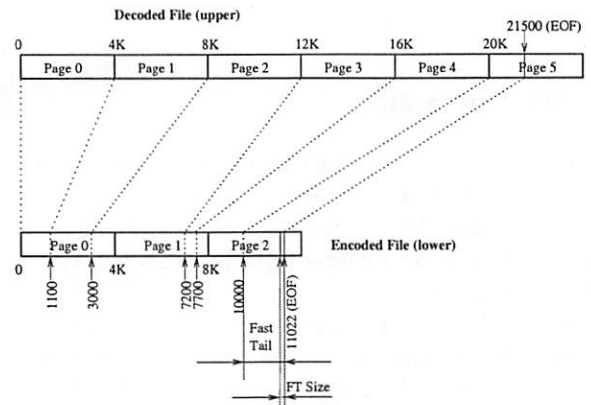 Decoded File (upper)
21500 (EOF)
0 4K 8K 12K 16K 20K
Page 0 Page 1 Page 2 Page 3 Page 4 Page 5
Page 0 Page 1 Page 2 Encoded File (lower)
0 4K 8K
1100 3000 7200 7700 10000 11022 (EOF)
Fast
Tail
FT Size